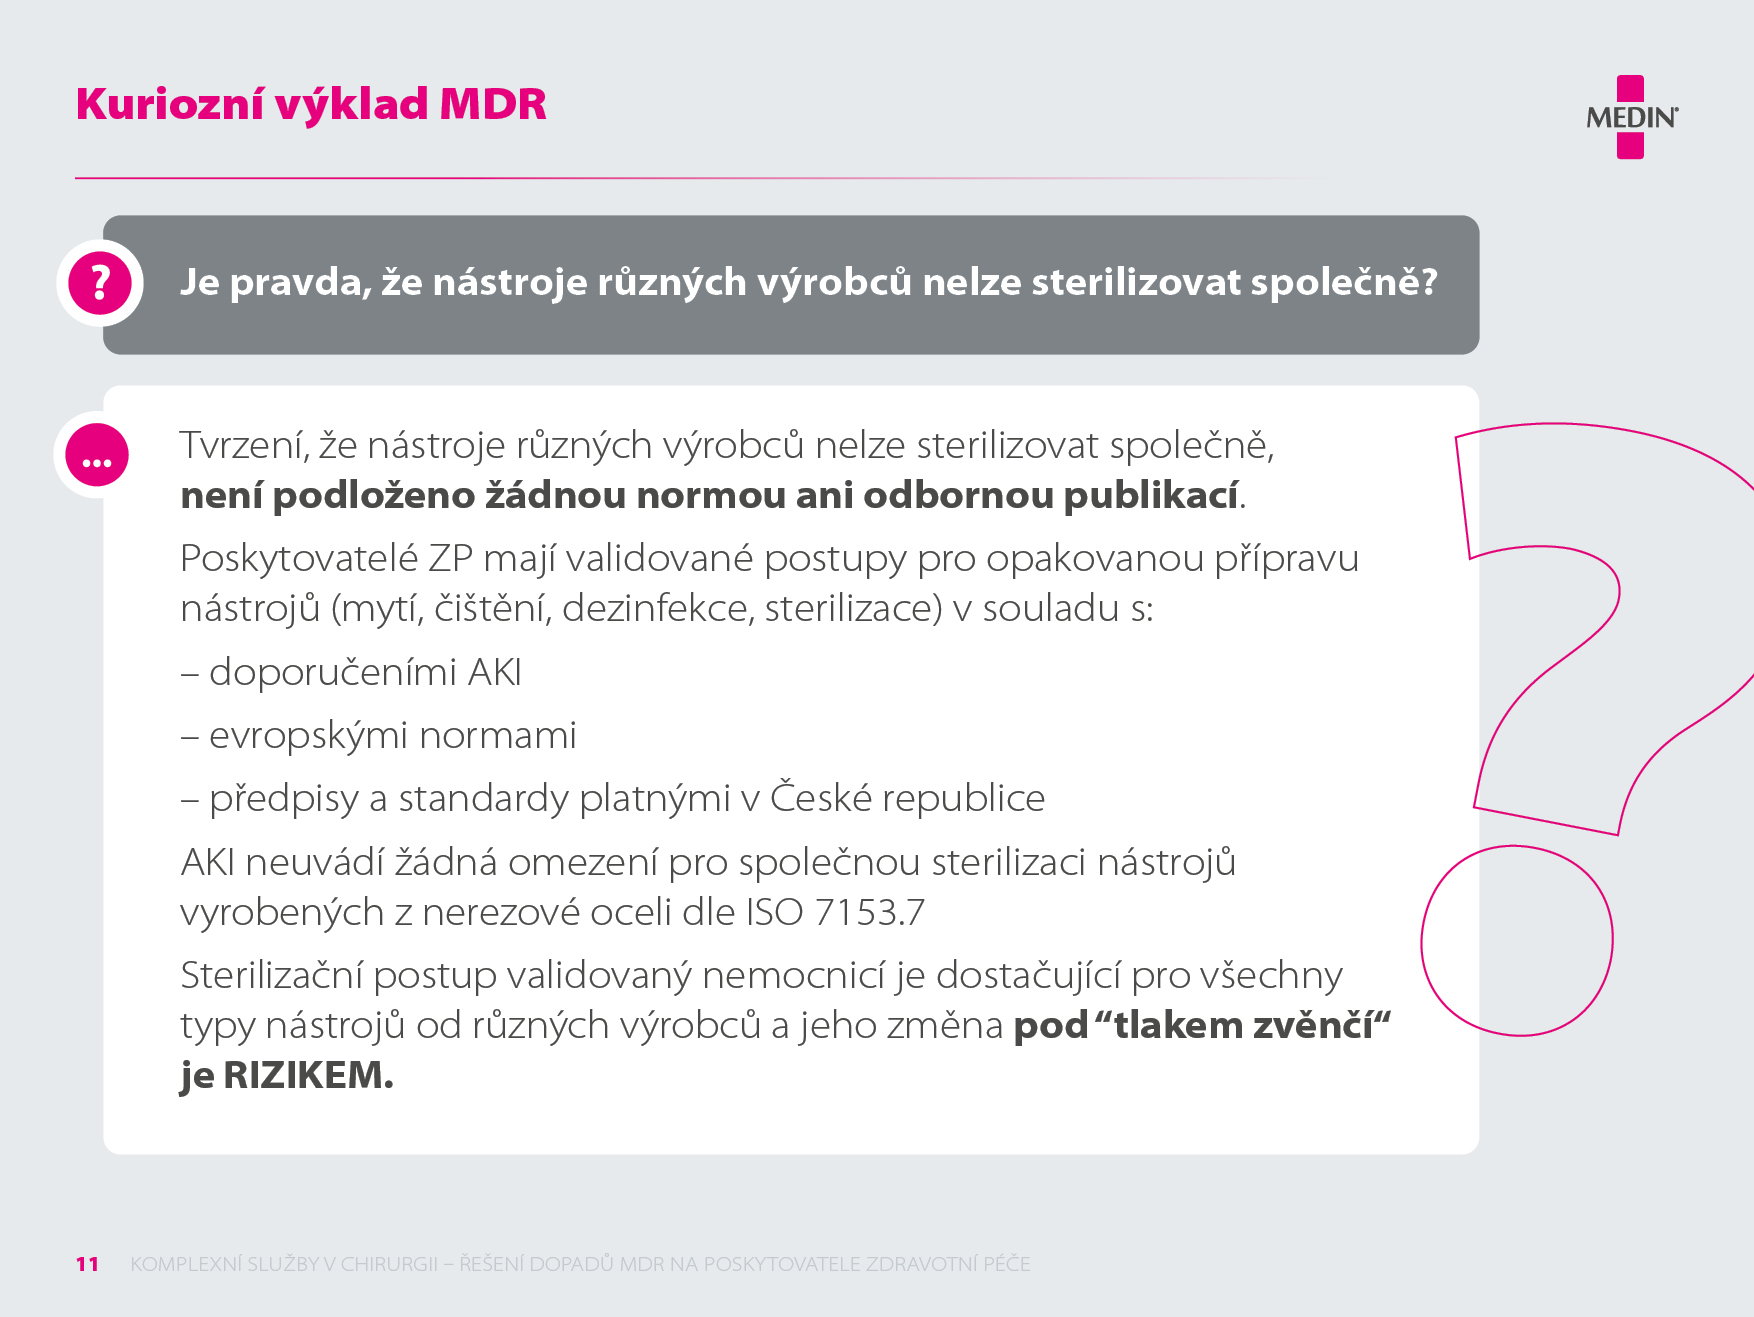 Kuriozní výklad MDR
MEDIN®
? Je pravda, že nástroje různých výrobců nelze sterilizovat společně?
... Tvrzení, že nástroje různých výrobců nelze sterilizovat společně,
není podloženo žádnou normou ani odbornou publikací.
Poskytovatelé ZP mají validované postupy pro opakovanou přípravu
nástrojů (mytí, čištění, dezinfekce, sterilizace) v souladu s:
– doporučeními AKI
– evropskými normami
– předpisy a standardy platnými v České republice
AKI neuvádí žádná omezení pro společnou sterilizaci nástrojů
vyrobených z nerezové oceli dle ISO 7153.7
Sterilizační postup validovaný nemocnicí je dostačující pro všechny
typy nástrojů od různých výrobců a jeho změna pod “tlakem zvěnčí“
je RIZIKEM.
?
11 KOMPLEXNÍ SLUŽBY V CHIRURGII – ŘEŠENÍ DOPADŮ MDR NA POSKYTOVATELE ZDRAVOTNÍ PÉČE